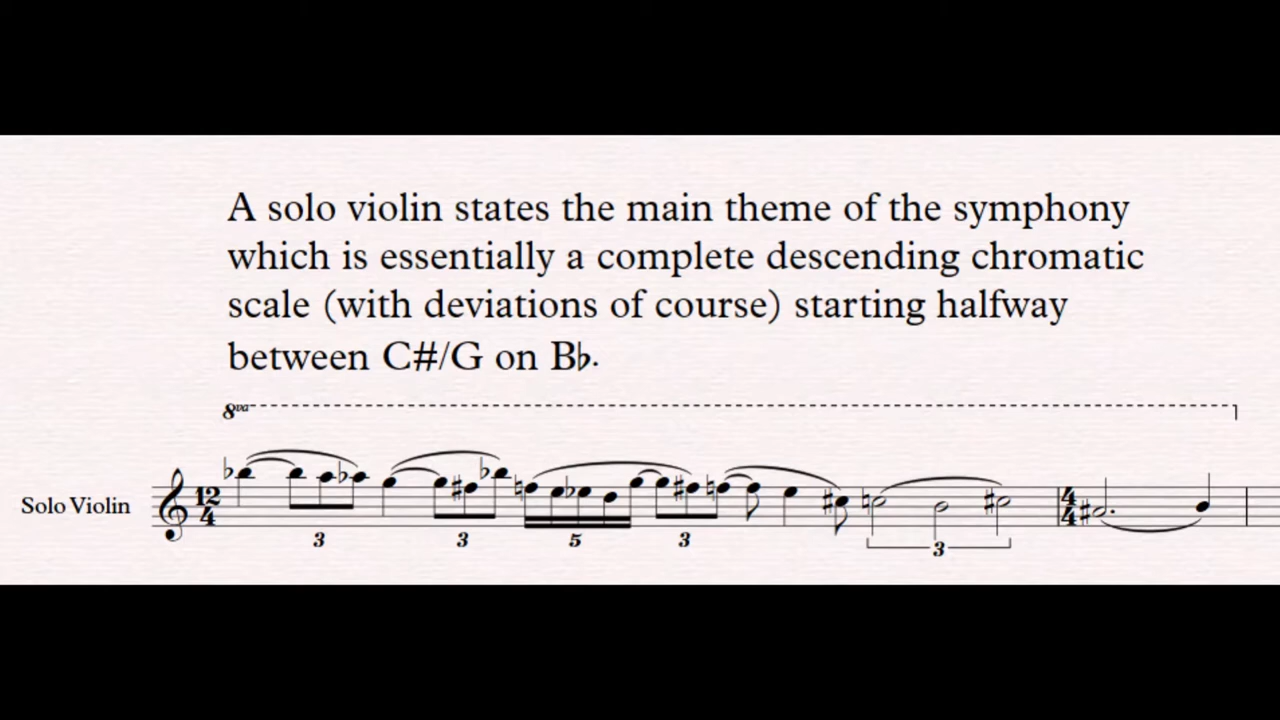 A solo violin states the main theme of the symphony
which is essentially a complete descending chromatic
scale (with deviations of course) starting halfway
between C#/G on B♭.
8va
Solo Violin
12
4
4
4
3
3
5
3
3